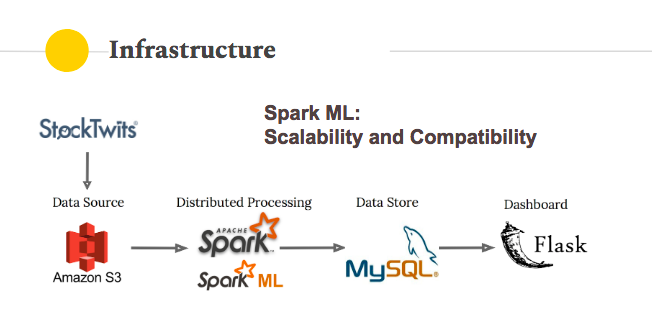 Infrastructure
Spark ML:
Scalability and Compatibility
StockTwits®
Data Source
Distributed Processing
Data Store
Dashboard
Amazon S3
APACHE
Spark™
Spark ML
MySQL®
Flask